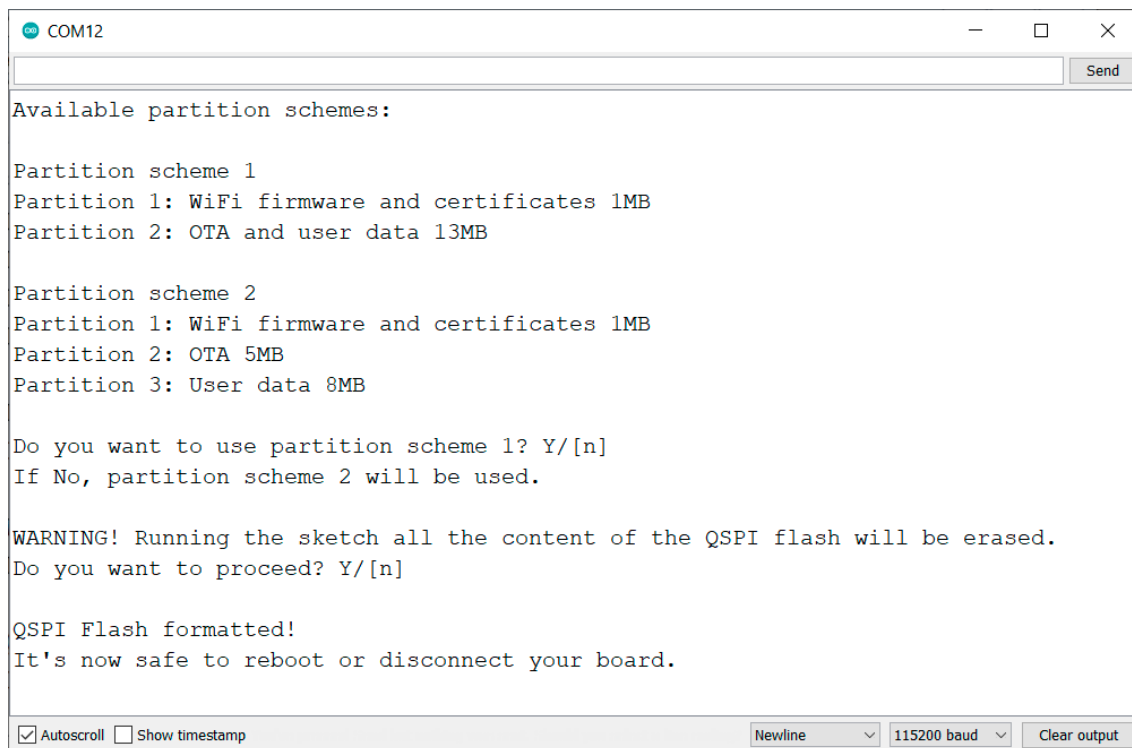 COM12
Send
Available partition schemes:
Partition scheme 1
Partition 1: WiFi firmware and certificates 1MB
Partition 2: OTA and user data 13MB
Partition scheme 2
Partition 1: WiFi firmware and certificates 1MB
Partition 2: OTA 5MB
Partition 3: User data 8MB
Do you want to use partition scheme 1? Y/[n]
If No, partition scheme 2 will be used.
WARNING! Running the sketch all the content of the QSPI flash will be erased.
Do you want to proceed? Y/[n]
QSPI Flash formatted!
It's now safe to reboot or disconnect your board.
Autoscroll Show timestamp Newline 115200 baud Clear output